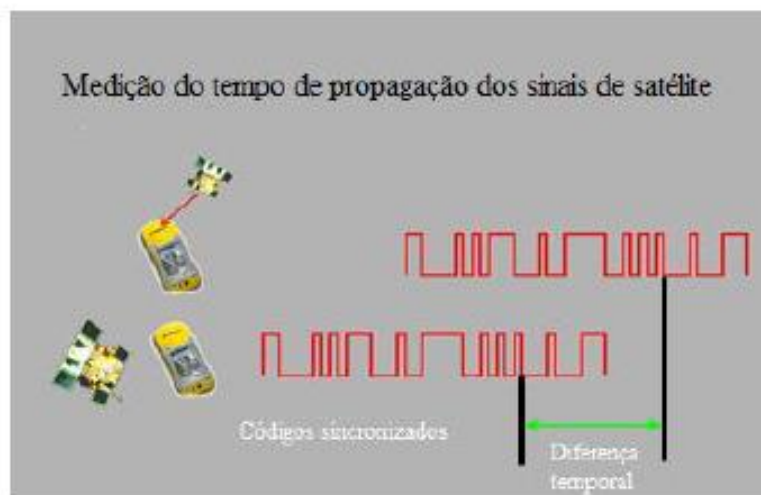 Medição do tempo de propagação dos sinais de satélite
Códigos sincronizados
Diferença
temporal